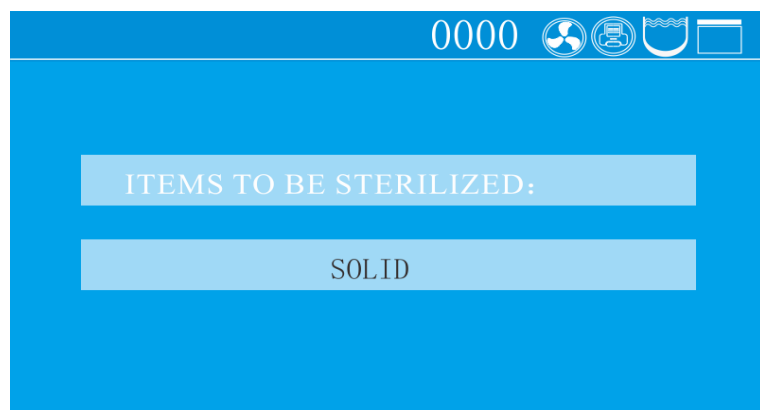 0000
ITEMS TO BE STERILIZED：
SOLID